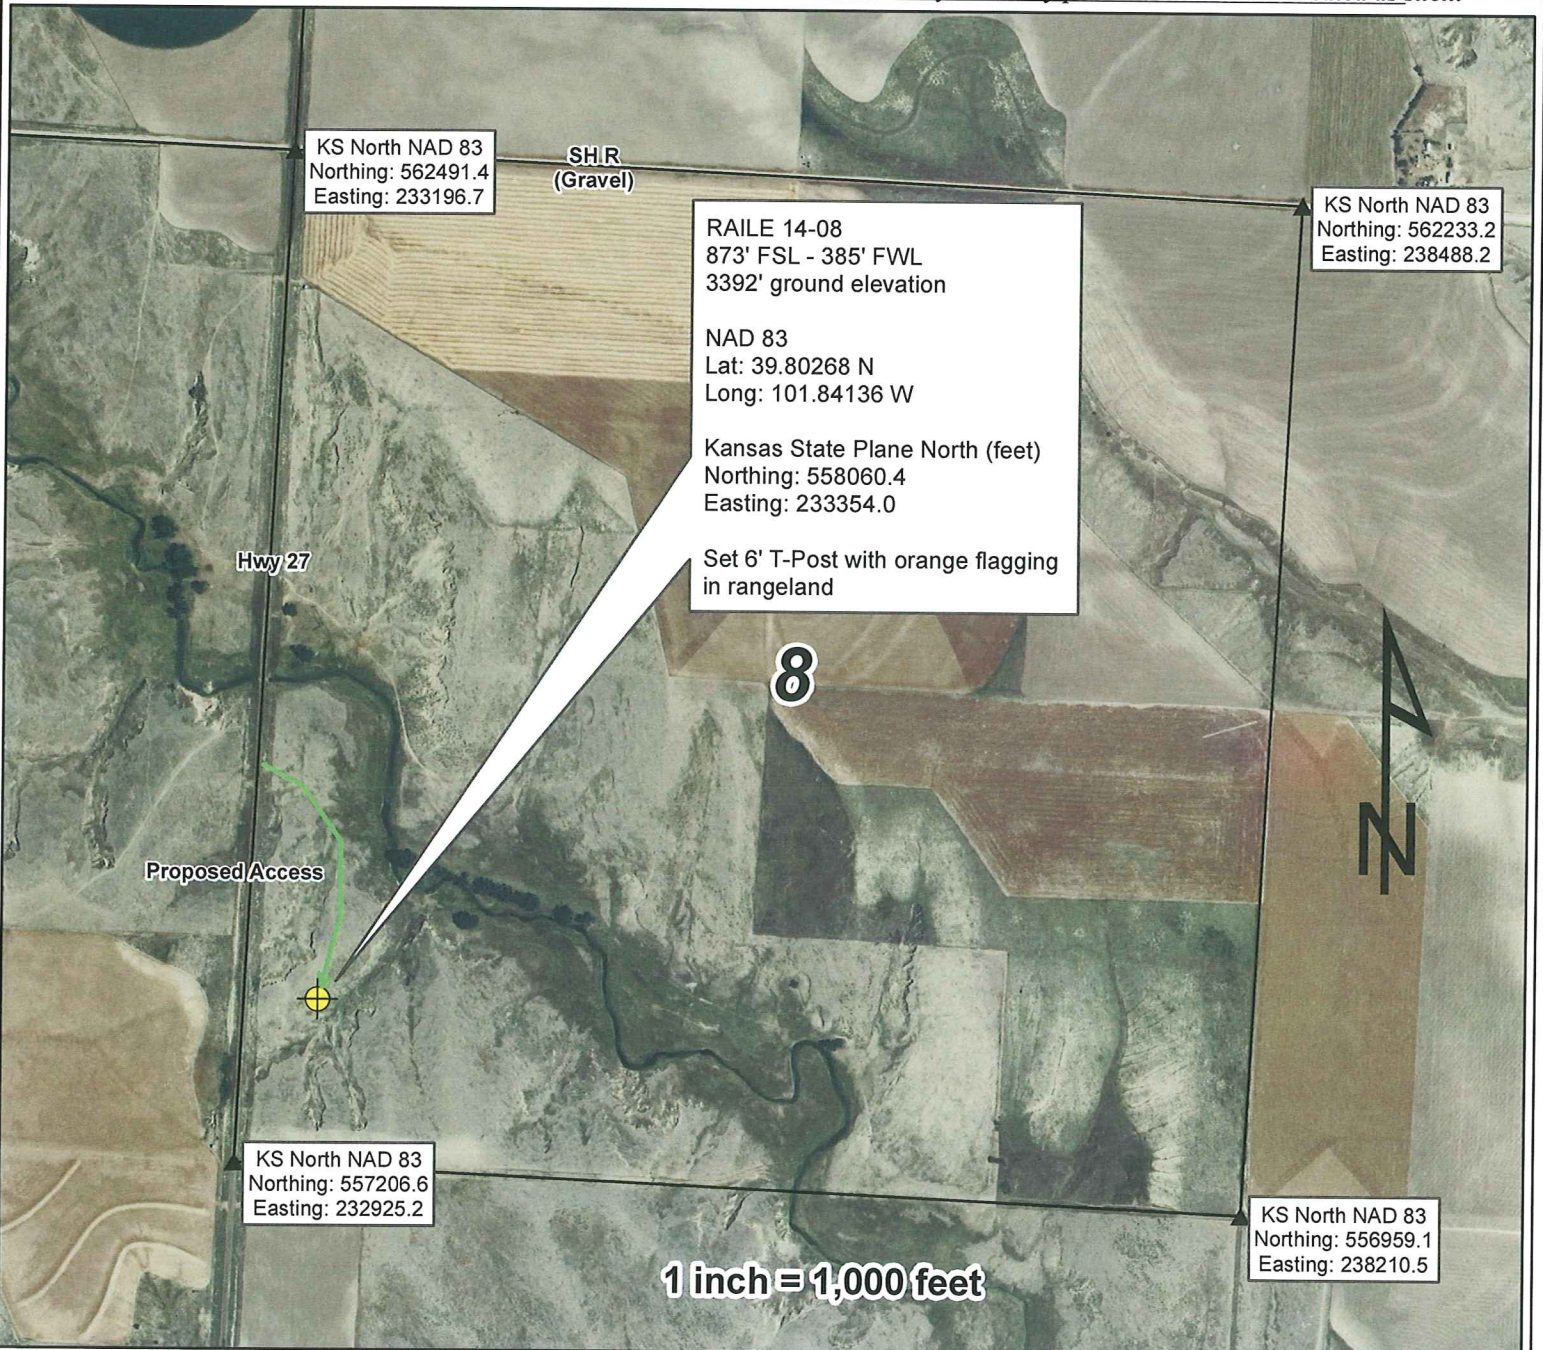 KS North NAD 83
Northing: 562491.4
Easting: 233196.7
SH R
(Gravel)
KS North NAD 83
Northing: 562233.2
Easting: 238488.2
RAILE 14-08
873' FSL - 385' FWL
3392' ground elevation
NAD 83
Lat: 39.80268 N
Long: 101.84136 W
Kansas State Plane North (feet)
Northing: 558060.4
Easting: 233354.0
Set 6' T-Post with orange flagging
in rangeland
Hwy 27
8
N
Proposed Access
KS North NAD 83
Northing: 557206.6
Easting: 232925.2
KS North NAD 83
Northing: 556959.1
Easting: 238210.5
1 inch = 1,000 feet